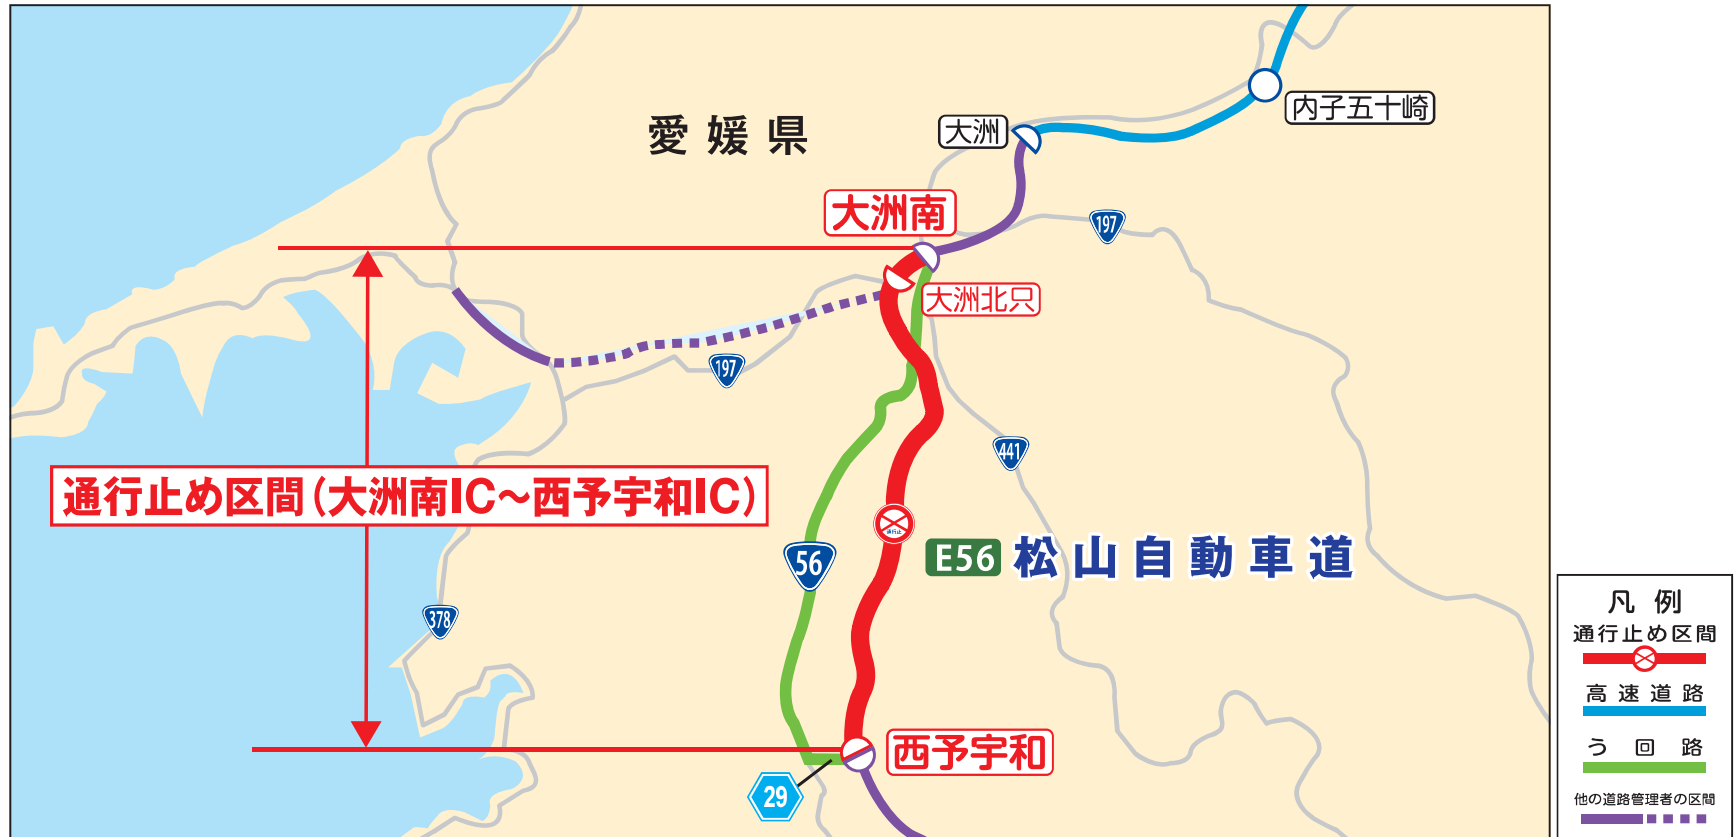 内子五十崎
大洲
愛媛県
大洲南
197
大洲北只
197
441
通行止め区間(大洲南IC～西予宇和IC)
通行止
E56 松山自動車道
56
378
西予宇和
29
凡例
通行止め区間
高速道路
う回路
他の道路管理者の区間